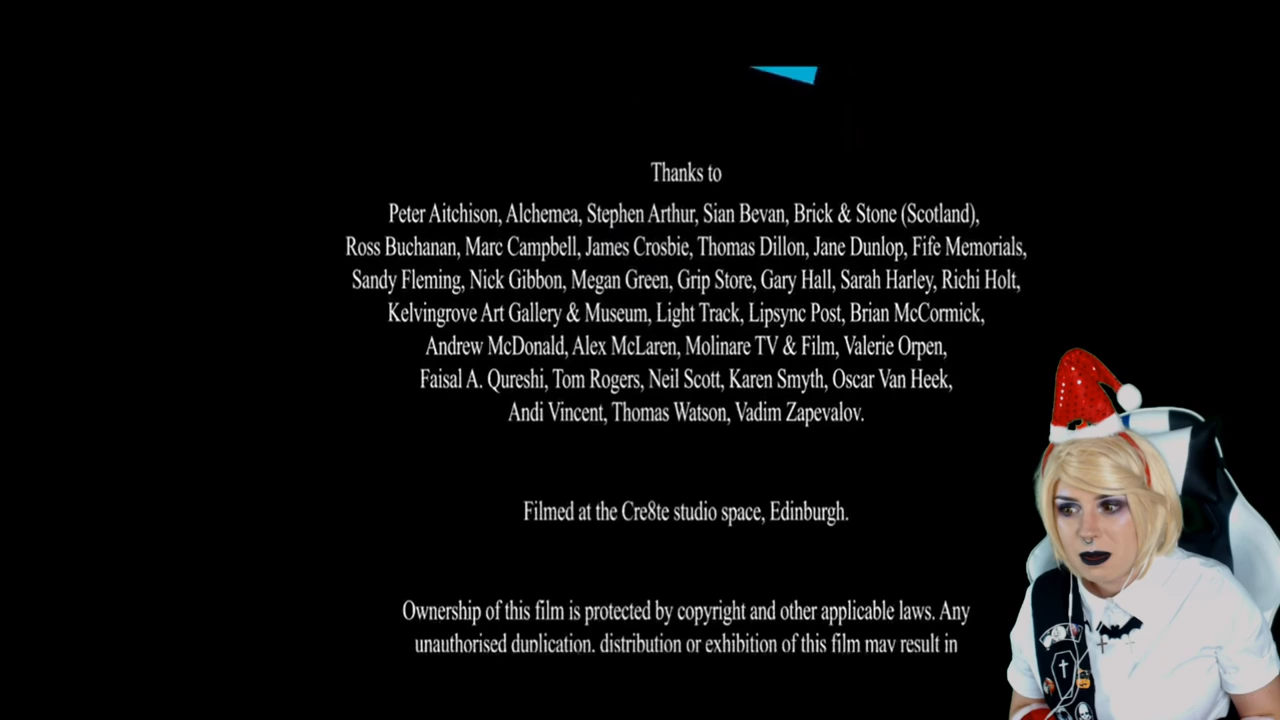 Thanks to
Peter Aitchison, Alchemea, Stephen Arthur, Sian Bevan, Brick & Stone (Scotland),
Ross Buchanan, Marc Campbell, James Crosbie, Thomas Dillon, Jane Dunlop, Fife Memorials,
Sandy Fleming, Nick Gibbon, Megan Green, Grip Store, Gary Hall, Sarah Harley, Richi Holt,
Kelvingrove Art Gallery & Museum, Light Track, Lipsync Post, Brian McCormick,
Andrew McDonald, Alex McLaren, Molinare TV & Film, Valerie Orpen,
Faisal A. Qureshi, Tom Rogers, Neil Scott, Karen Smyth, Oscar Van Heek,
Andi Vincent, Thomas Watson, Vadim Zapevalov.
Filmed at the Cre8te studio space, Edinburgh.
Ownership of this film is protected by copyright and other applicable laws. Any
unauthorised duplication, distribution or exhibition of this film may result in